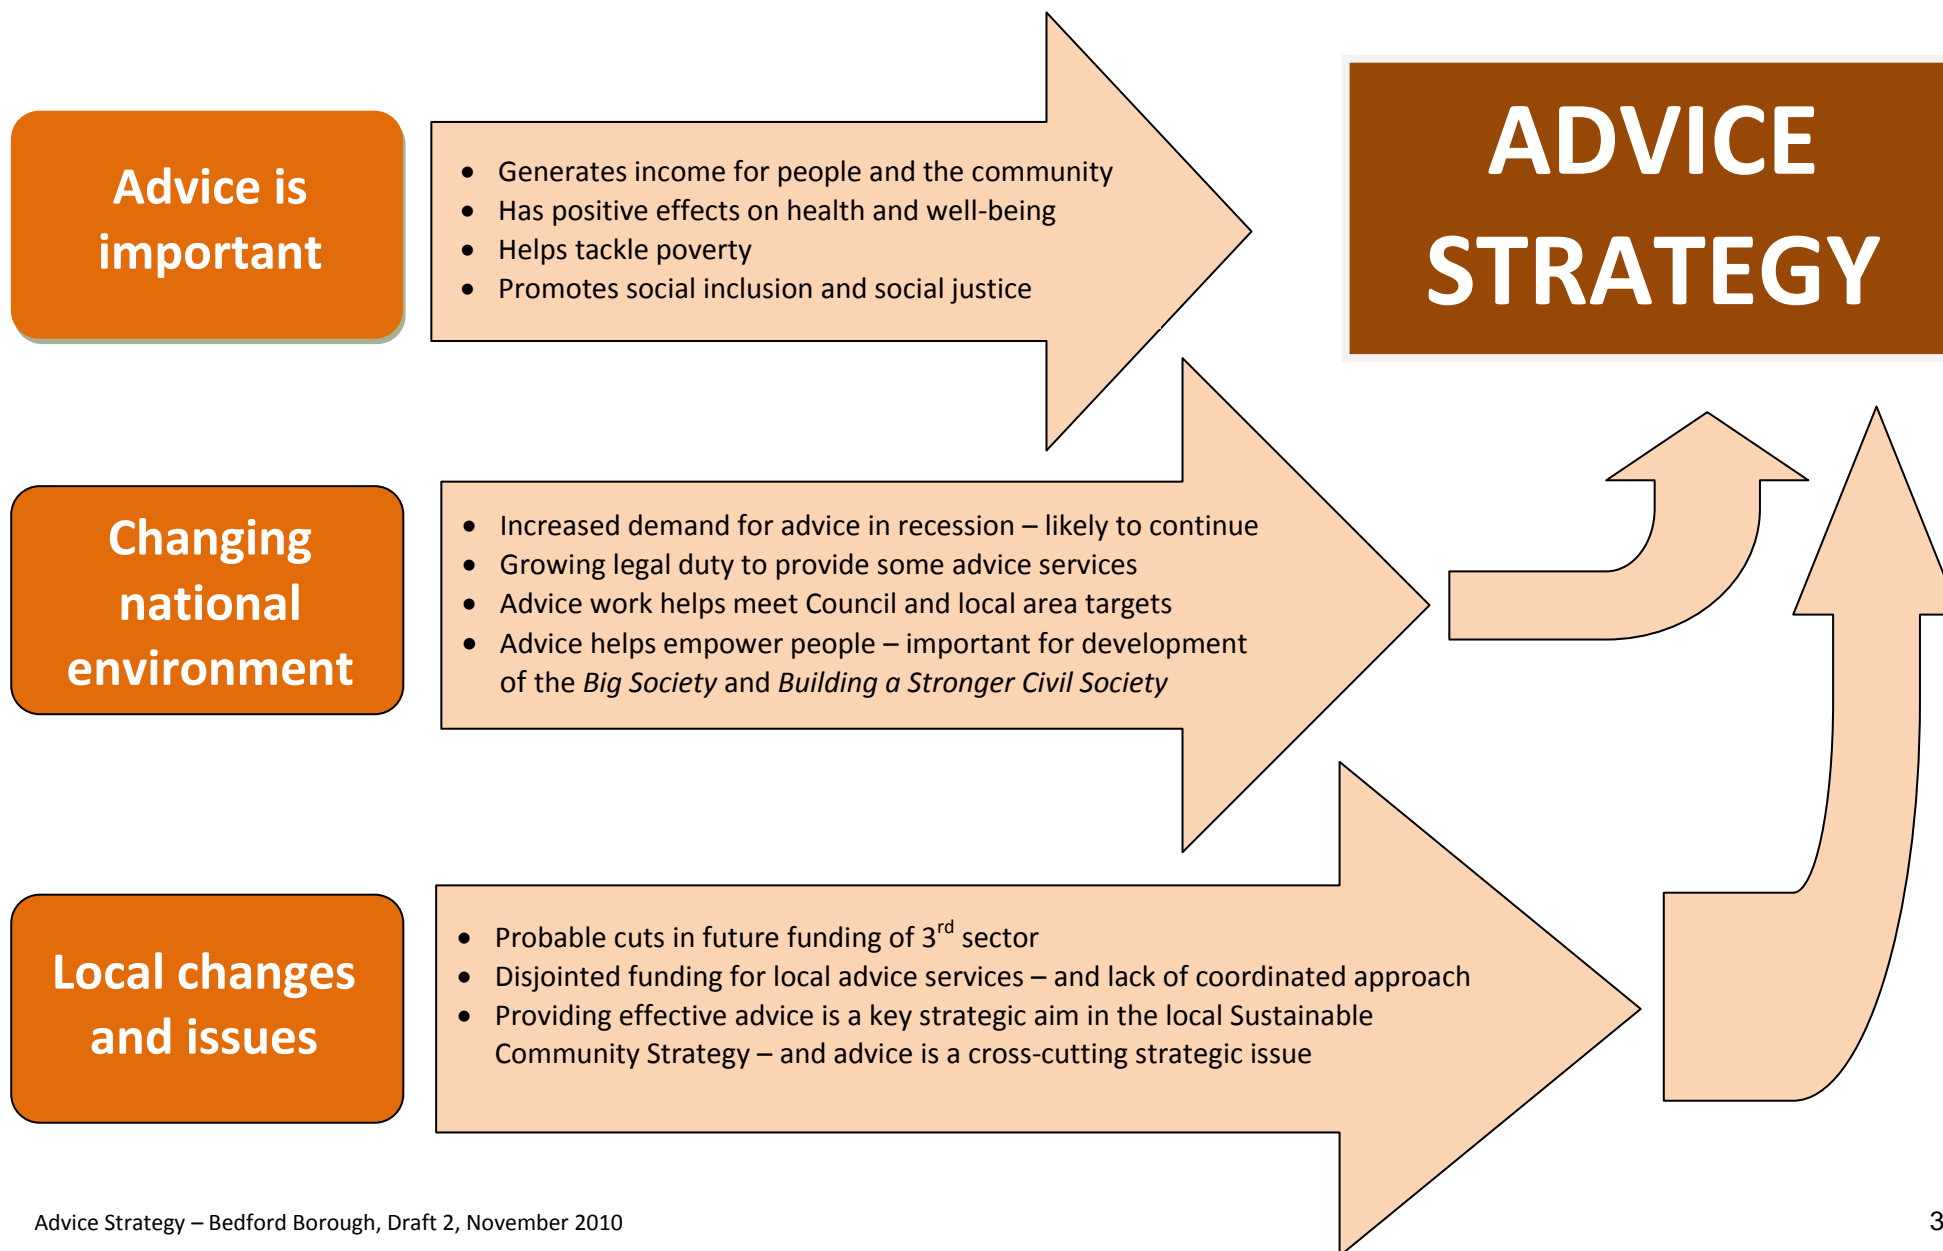 Advice is
important
• Generates income for people and the community
• Has positive effects on health and well-being
• Helps tackle poverty
• Promotes social inclusion and social justice
ADVICE
STRATEGY
Changing
national
environment
• Increased demand for advice in recession – likely to continue
• Growing legal duty to provide some advice services
• Advice work helps meet Council and local area targets
• Advice helps empower people – important for development
of the Big Society and Building a Stronger Civil Society
Local changes
and issues
• Probable cuts in future funding of 3rd sector
• Disjointed funding for local advice services – and lack of coordinated approach
• Providing effective advice is a key strategic aim in the local Sustainable
Community Strategy – and advice is a cross-cutting strategic issue
Advice Strategy – Bedford Borough, Draft 2, November 2010
3